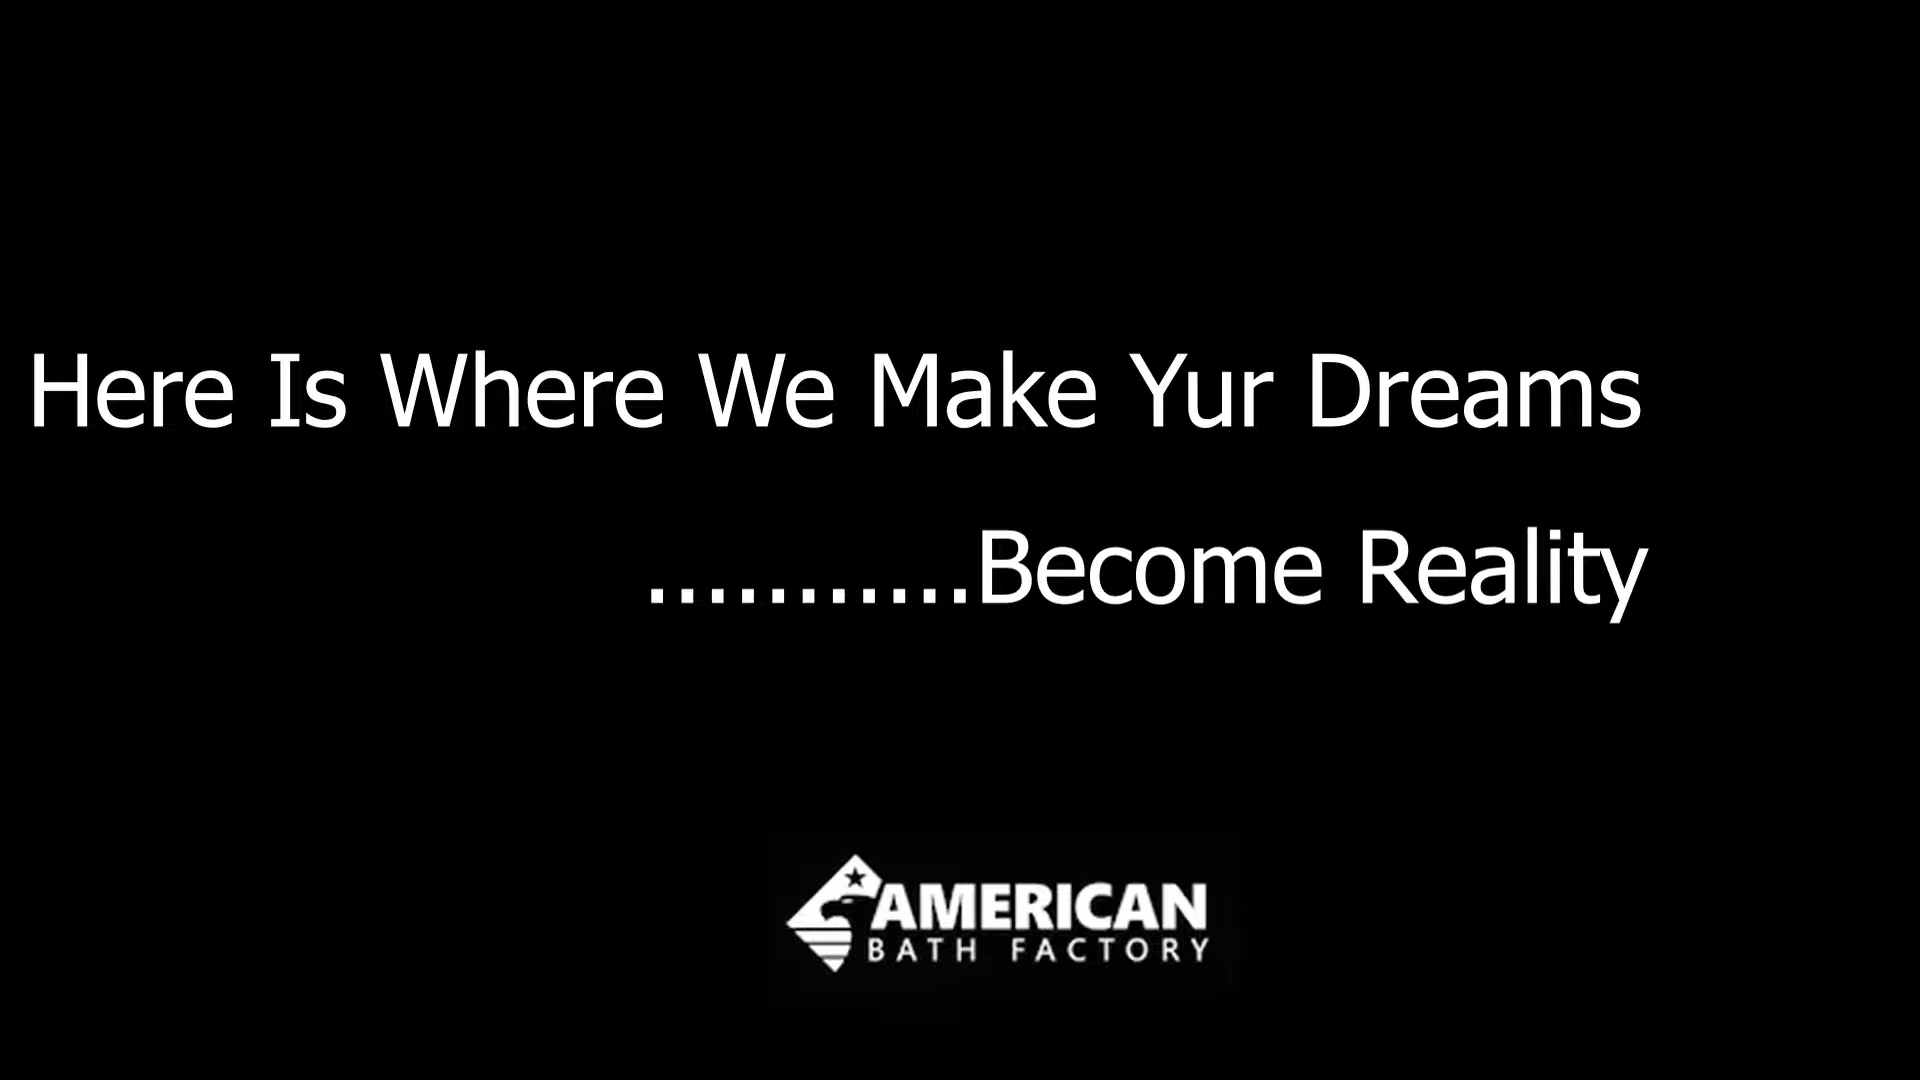 Here Is Where We Make Yur Dreams
...........Become Reality
AMERICAN
BATH FACTORY